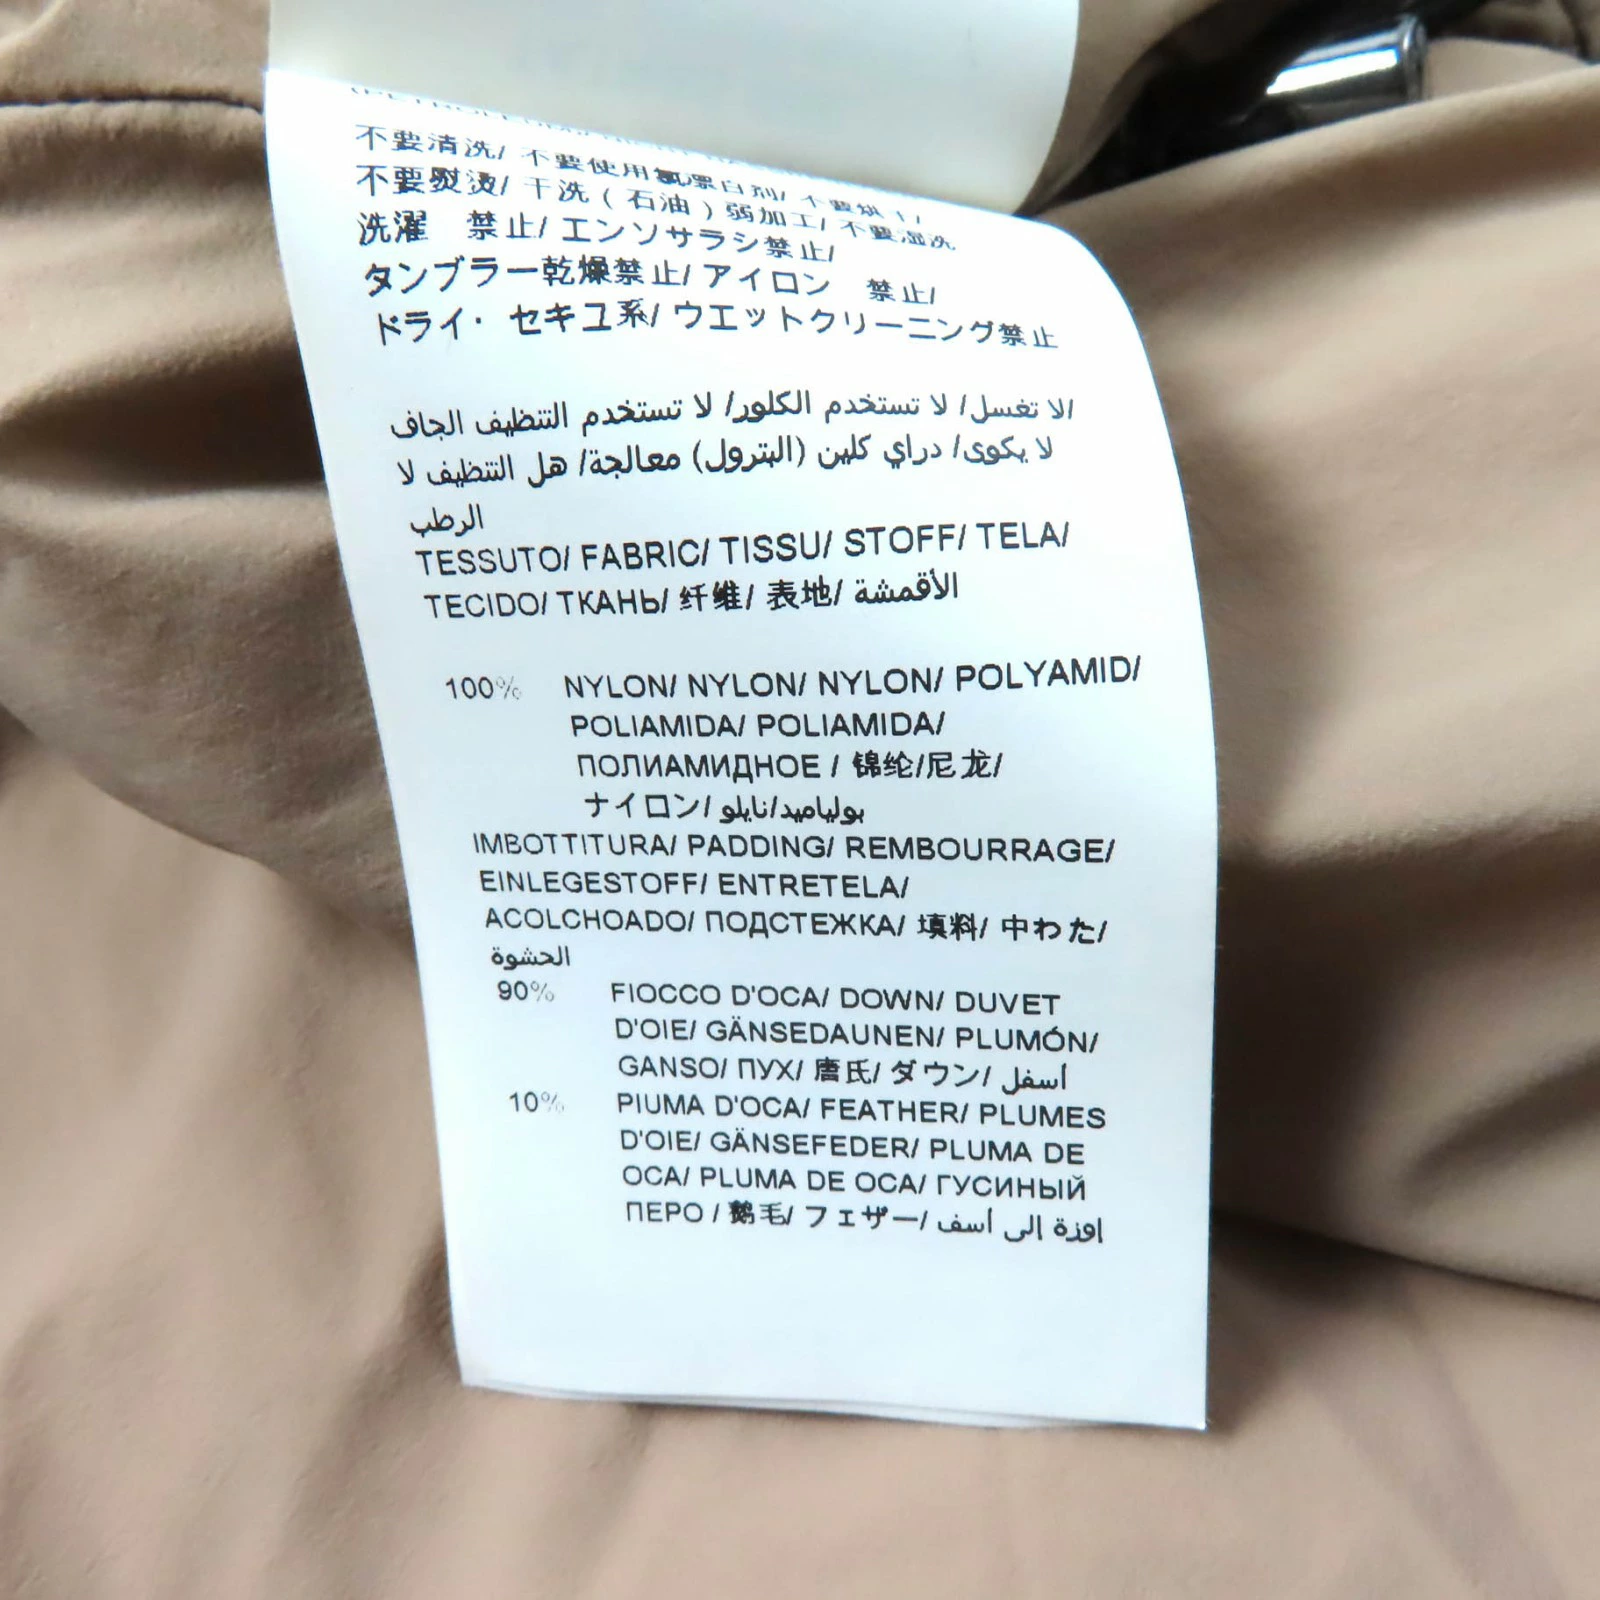 不要清洗/ 不要使用氯漂白剂/ 不要烘干/
不要熨烫/ 干洗 ( 石油 ) 弱加工/ 不要湿洗
洗濯　禁止/ エンソサラシ禁止/
タンブラー乾燥禁止/ アイロン　禁止/
ドライ・ セキユ系/ ウエットクリーニング禁止
/لا تغسل/ لا تستخدم الكلور/ لا تستخدم التنظيف الجاف
لا يكوى/ دراي كلين (البترول) معالجة/ هل التنظيف لا
الرطب
TESSUTO/ FABRIC/ TISSU/ STOFF/ TELA/
TECIDO/ ТКАНЬ/ 纤维/ 表地/ الأقمشة
100% NYLON/ NYLON/ NYLON/ POLYAMID/
POLIAMIDA/ POLIAMIDA/
ПОЛИАМИДНОЕ / 锦纶/尼龙/
ナイロン/ بولياميد/نايلو
IMBOTTITURA/ PADDING/ REMBOURRAGE/
EINLEGESTOFF/ ENTRETELA/
ACOLCHOADO/ ПОДСТЕЖКА/ 填料/ 中わた/
الحشوة
90% FIOCCO D'OCA/ DOWN/ DUVET
D'OIE/ GÄNSEDAUNEN/ PLUMÓN/
GANSO/ ПУХ/ 唐氏/ ダウン/ أسفل
10% PIUMA D'OCA/ FEATHER/ PLUMES
D'OIE/ GÄNSEFEDER/ PLUMA DE
OCA/ PLUMA DE OCA/ ГУСИНЫЙ
ПЕРО / 鹅毛/ フェザー/ اوزة إلى أسف